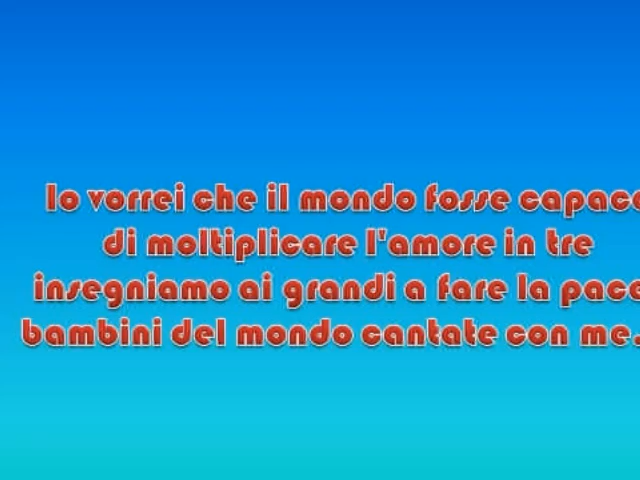 Io vorrei che il mondo fosse capace
di moltiplicare l'amore in tre
insegniamo ai grandi a fare la pace
bambini del mondo cantate con me.